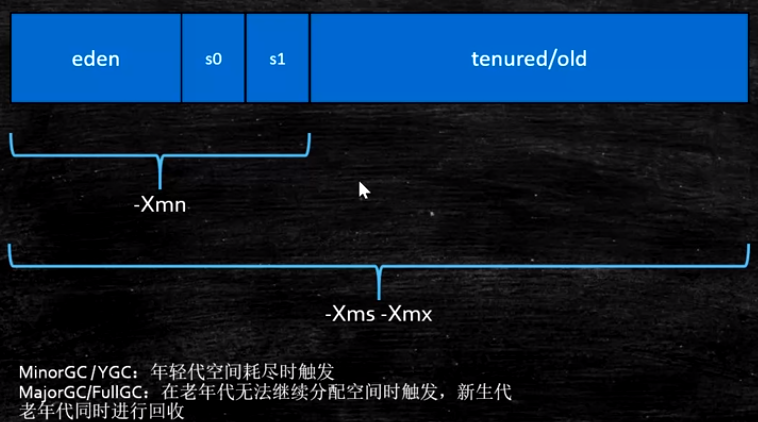 eden s0 s1 tenured/old
-Xmn
-Xms -Xmx
MinorGC /YGC：年轻代空间耗尽时触发
MajorGC/FullGC：在老年代无法继续分配空间时触发，新生代
老年代同时进行回收